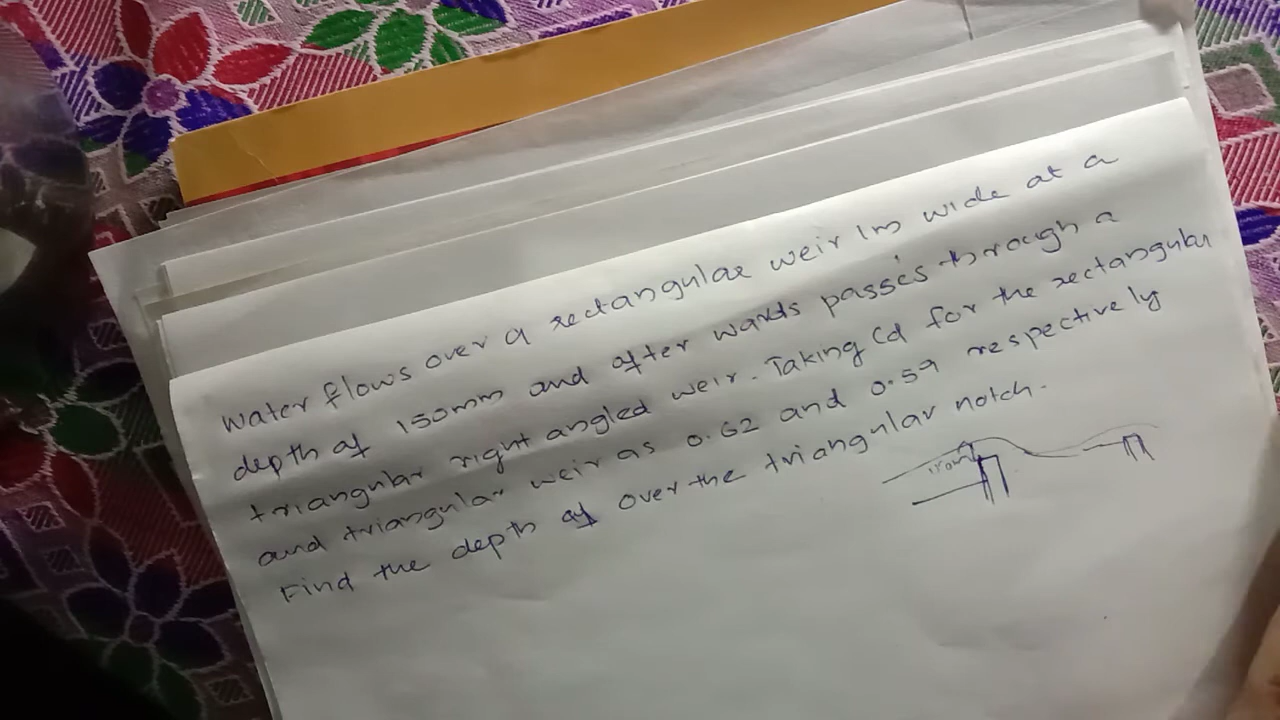 Water flows over a rectangular weir 1m wide at a
depth of 150mm and after wards passes through a
triangular right angled weir. Taking Cd for the rectangular
and triangular weir as 0.62 and 0.59 respectively
Find the depth of over the triangular notch.